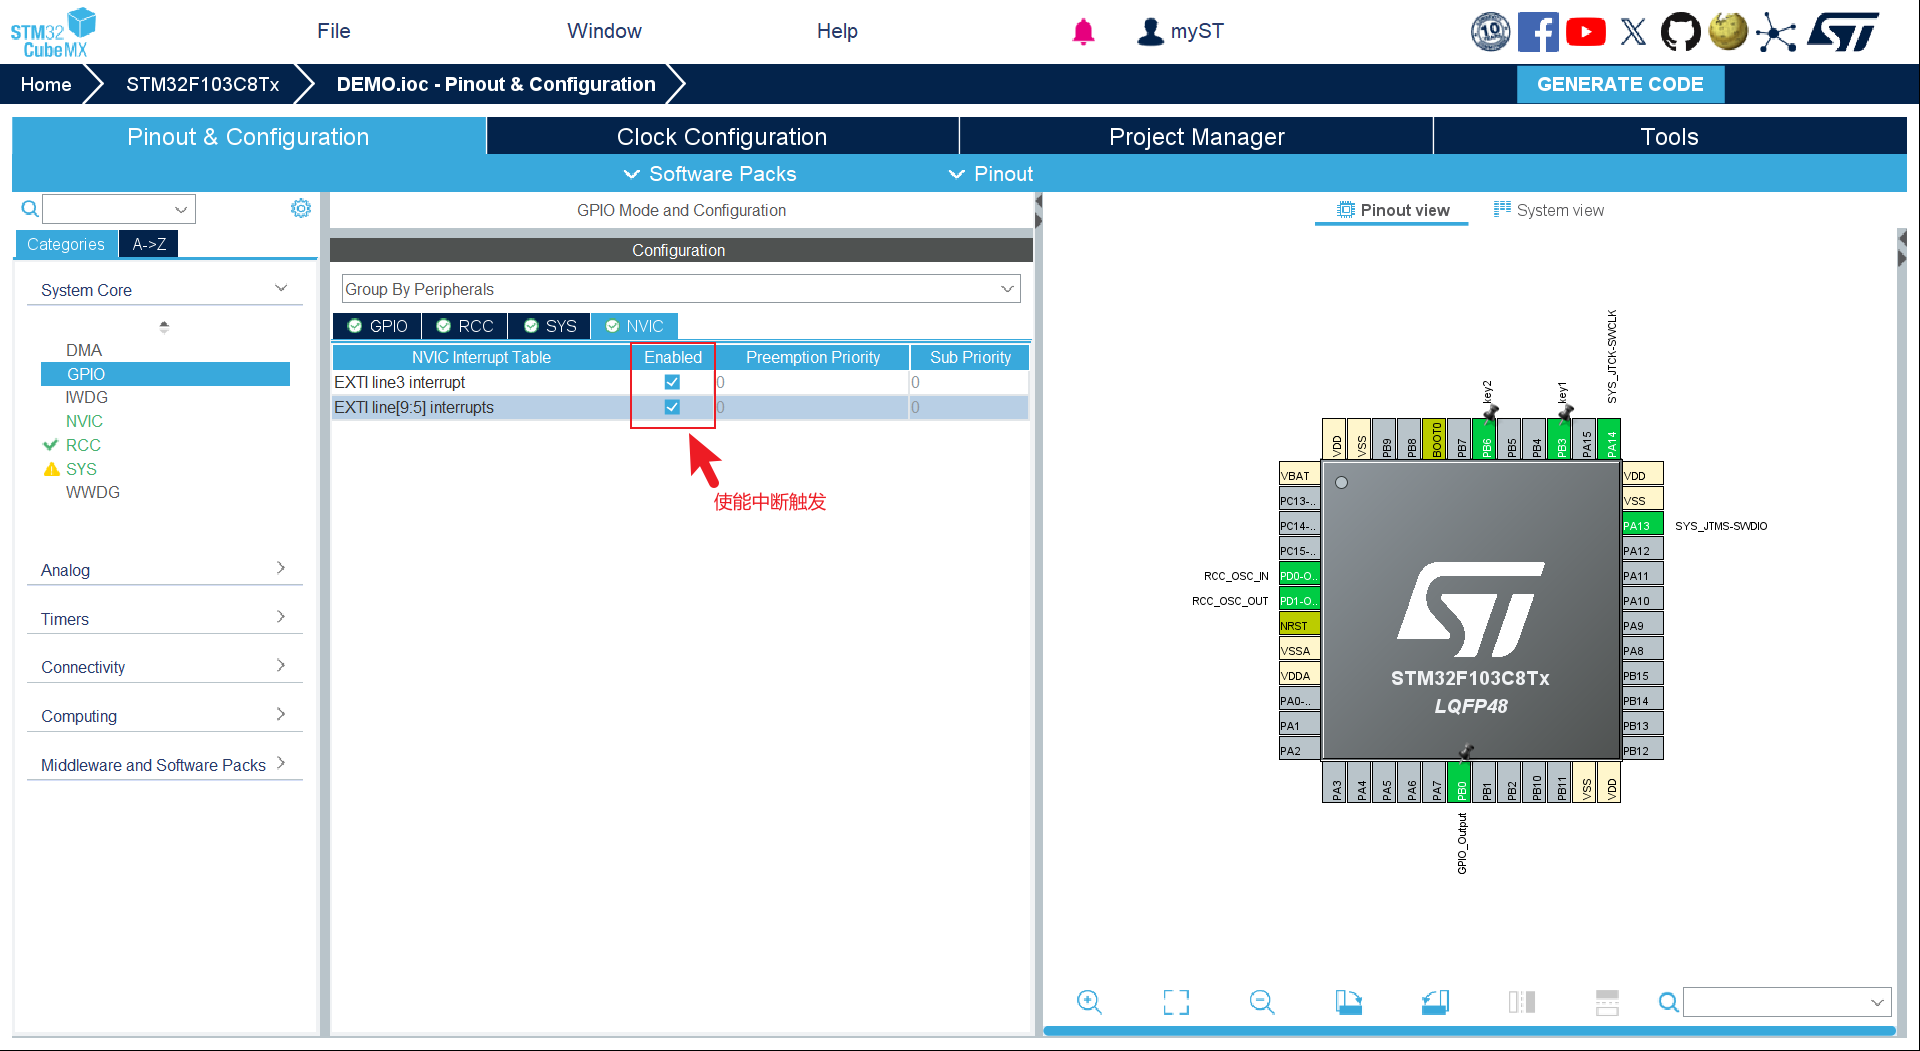 STM32
CubeMX
File
Window
Help
myST
10
Home
STM32F103C8Tx
DEMO.ioc - Pinout & Configuration
GENERATE CODE
Pinout & Configuration
Clock Configuration
Project Manager
Tools
Software Packs
Pinout
GPIO Mode and Configuration
Pinout view
System view
Categories
A->Z
Configuration
System Core
Group By Peripherals
GPIO
RCC
SYS
NVIC
NVIC Interrupt Table
Enabled
Preemption Priority
Sub Priority
EXTI line3 interrupt
0
0
EXTI line[9:5] interrupts
0
0
使能中断触发
DMA
GPIO
IWDG
NVIC
RCC
SYS
WWDG
Analog
Timers
Connectivity
Computing
Middleware and Software Packs
key2
key1
SYS_JTCK-SWCLK
VDD
VSS
PB9
PB8
BOOT0
PB7
PB6
PB5
PB4
PB3
PA15
PA14
VBAT
PC13-..
PC14-..
PC15-..
RCC_OSC_IN
PD0-O..
RCC_OSC_OUT
PD1-O..
NRST
VSSA
VDDA
PA0-..
PA1
PA2
VDD
VSS
PA13
SYS_JTMS-SWDIO
PA12
PA11
PA10
PA9
PA8
PB15
PB14
PB13
PB12
ST
STM32F103C8Tx
LQFP48
PA3
PA4
PA5
PA6
PA7
PB0
PB1
PB2
PB10
PB11
VSS
VDD
GPIO_Output